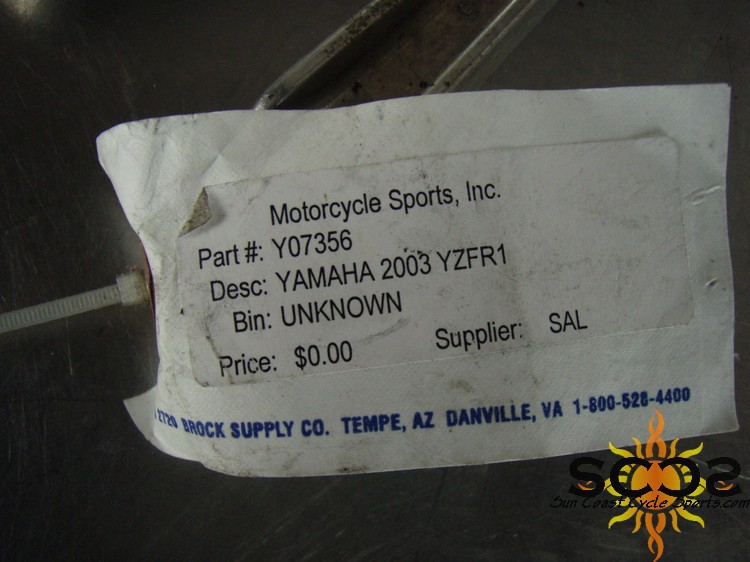 Motorcycle Sports, Inc.
Part #: Y07356
Desc: YAMAHA 2003 YZFR1
Bin: UNKNOWN
Price: $0.00 Supplier: SAL
2720 BROCK SUPPLY CO. TEMPE, AZ DANVILLE, VA 1-800-528-4400
SCCS
Sun Coast Cycle Sports.com